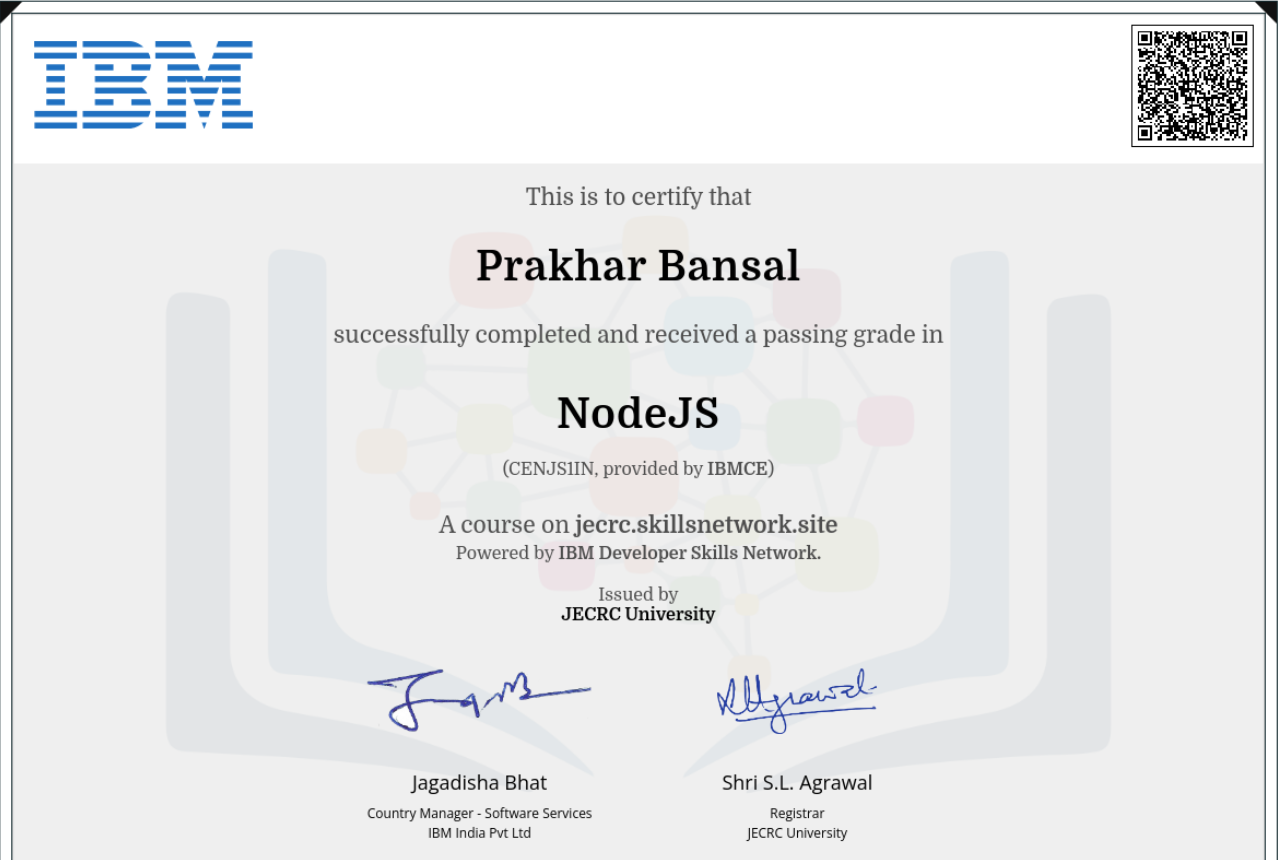 IBM
This is to certify that
Prakhar Bansal
successfully completed and received a passing grade in
NodeJS
(CENJS1IN, provided by IBMCE)
A course on jecrc.skillsnetwork.site
Powered by IBM Developer Skills Network.
Issued by
JECRC University
Jagadisha Bhat
Country Manager - Software Services
IBM India Pvt Ltd
Shri S.L. Agrawal
Registrar
JECRC University